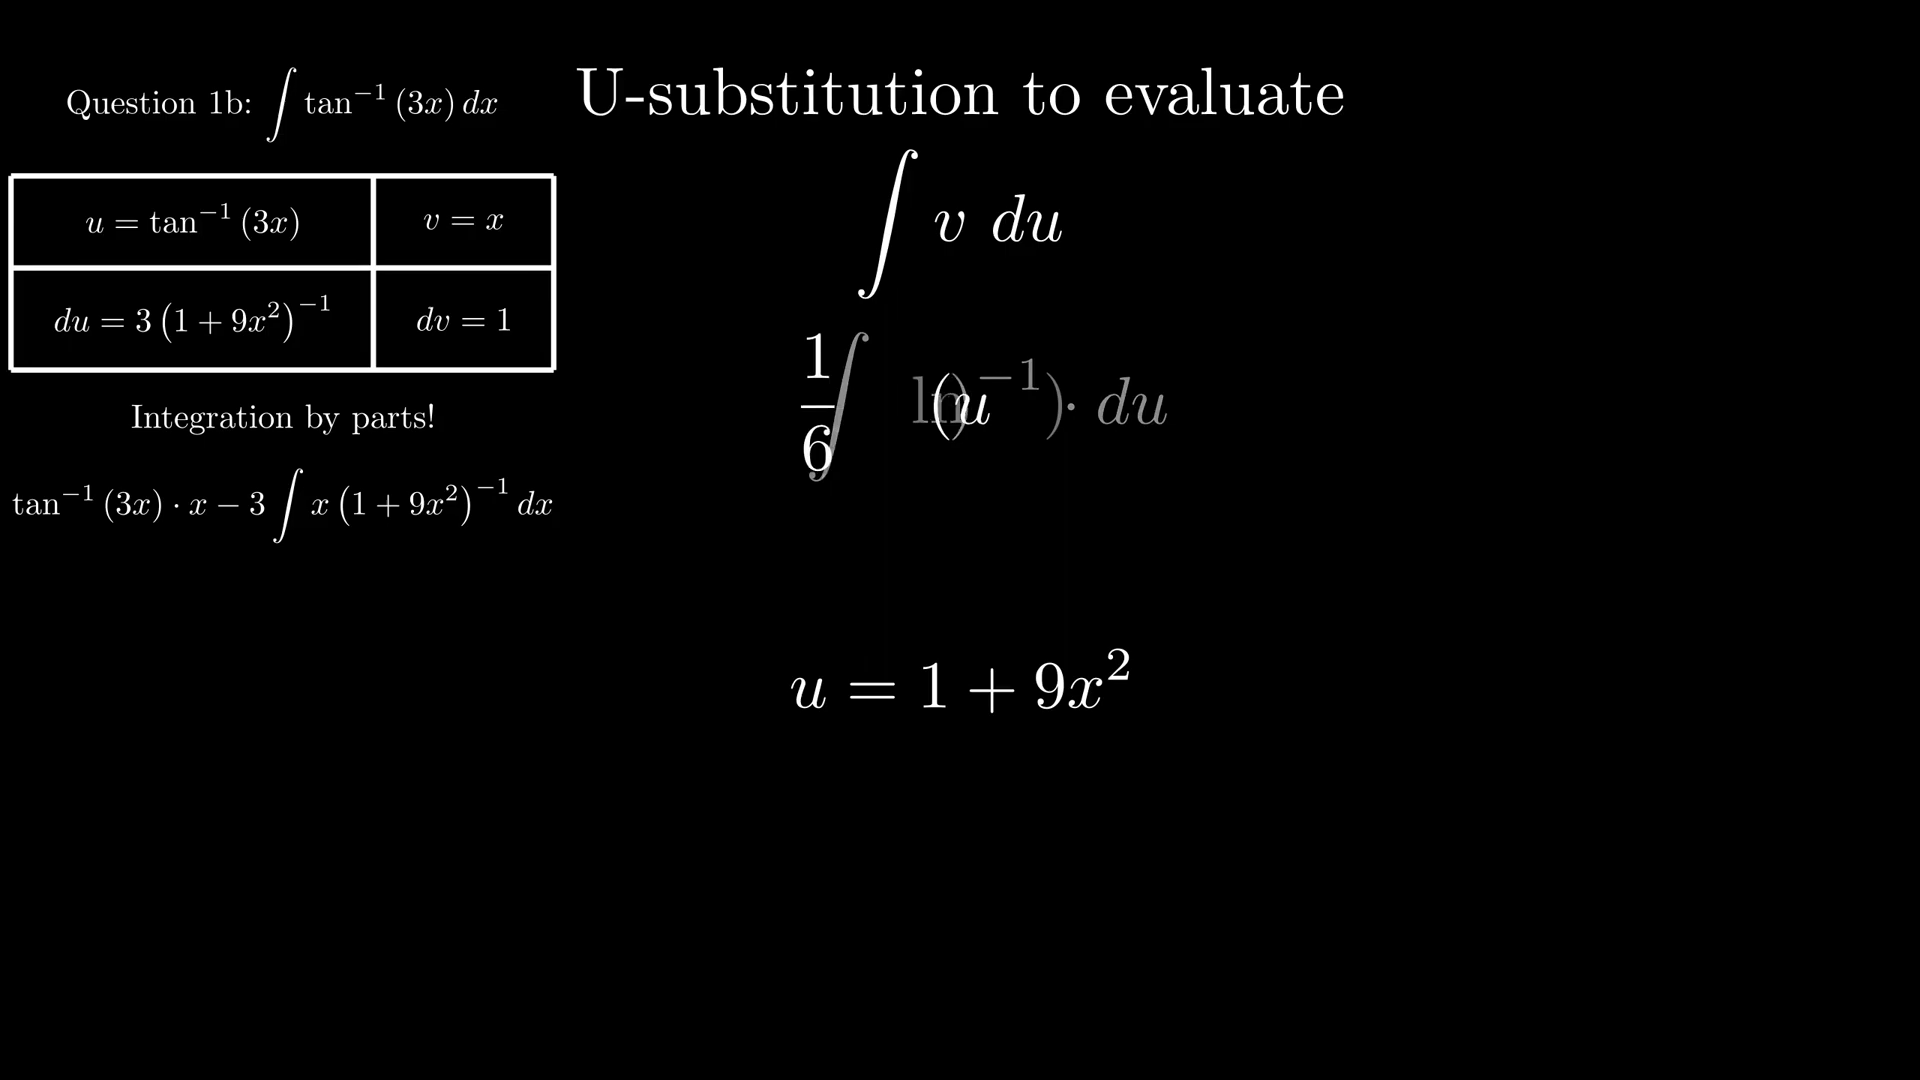 Question 1b: ∫ tan⁻¹ (3x) dx
u = tan⁻¹ (3x)
v = x
du = 3 (1 + 9x²)⁻¹
dv = 1
Integration by parts!
tan⁻¹ (3x) · x − 3 ∫ x (1 + 9x²)⁻¹ dx
U-substitution to evaluate
∫ v du
u = 1 + 9x²